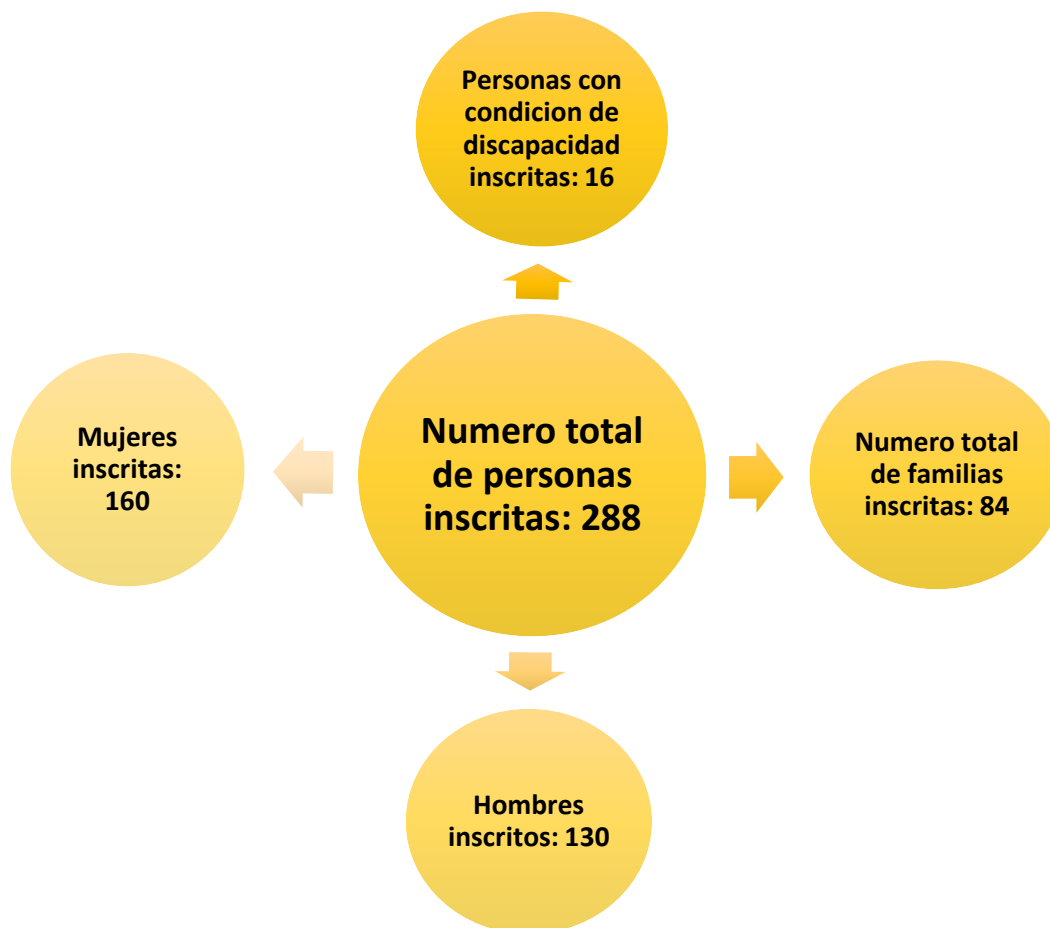 Personas con
condicion de
discapacidad
inscritas: 16
Mujeres
inscritas:
160
Numero total
de personas
inscritas: 288
Numero total
de familias
inscritas: 84
Hombres
inscritos: 130